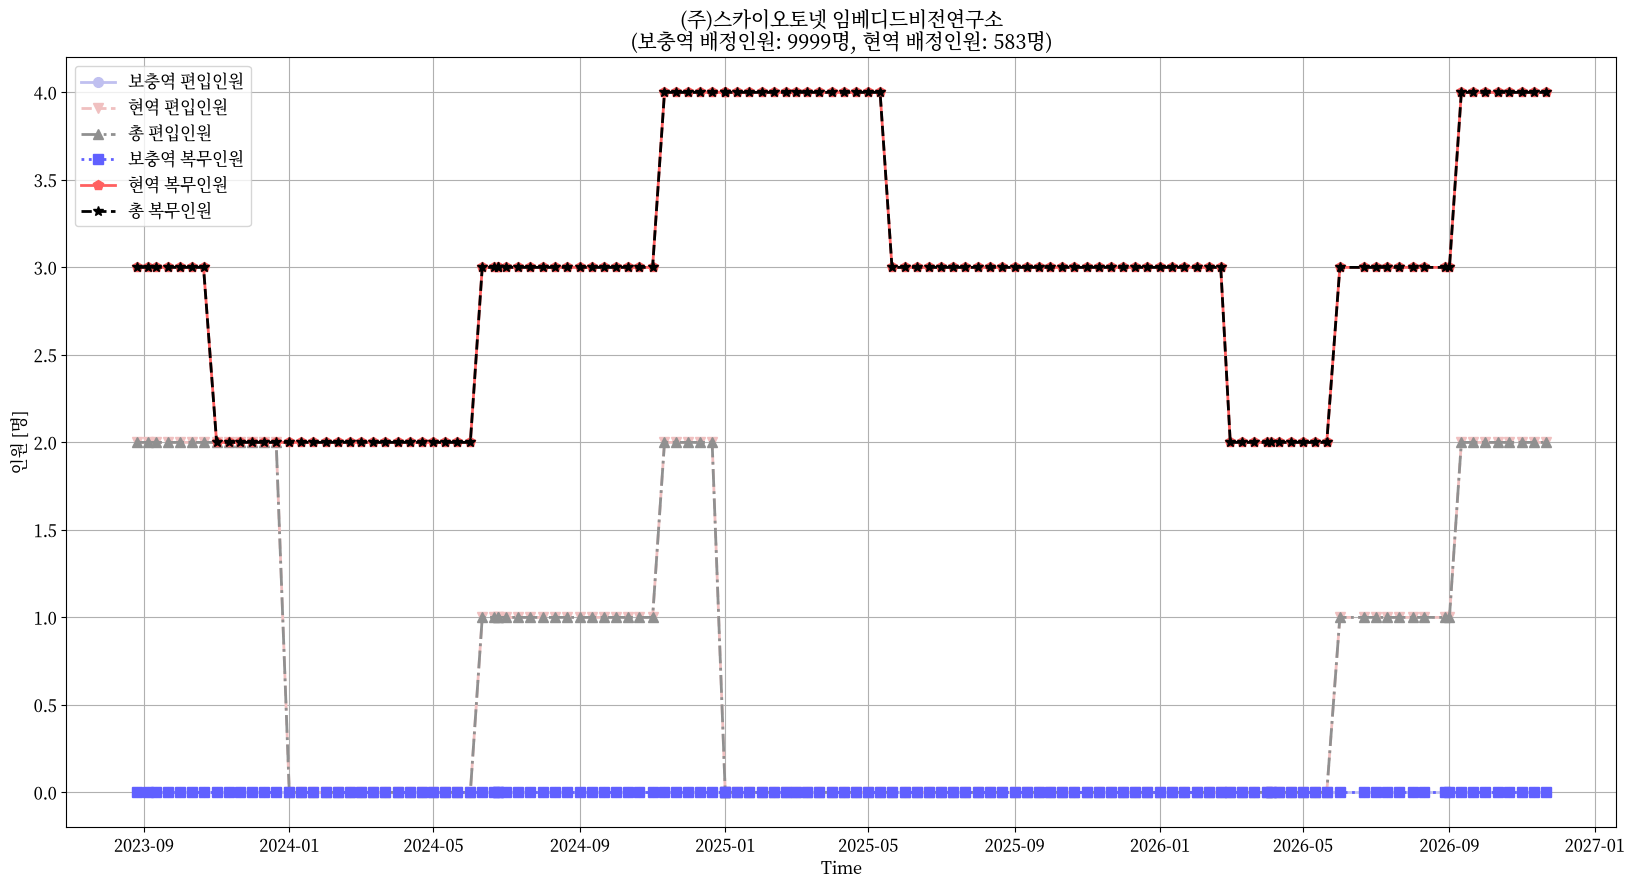 (주)스카이오토넷 임베디드비전연구소
(보충역 배정인원: 9999명, 현역 배정인원: 583명)
보충역 편입인원
현역 편입인원
총 편입인원
보충역 복무인원
현역 복무인원
총 복무인원
인원 [명]
4.0
3.5
3.0
2.5
2.0
1.5
1.0
0.5
0.0
2023-09
2024-01
2024-05
2024-09
2025-01
2025-05
2025-09
2026-01
2026-05
2026-09
2027-01
Time